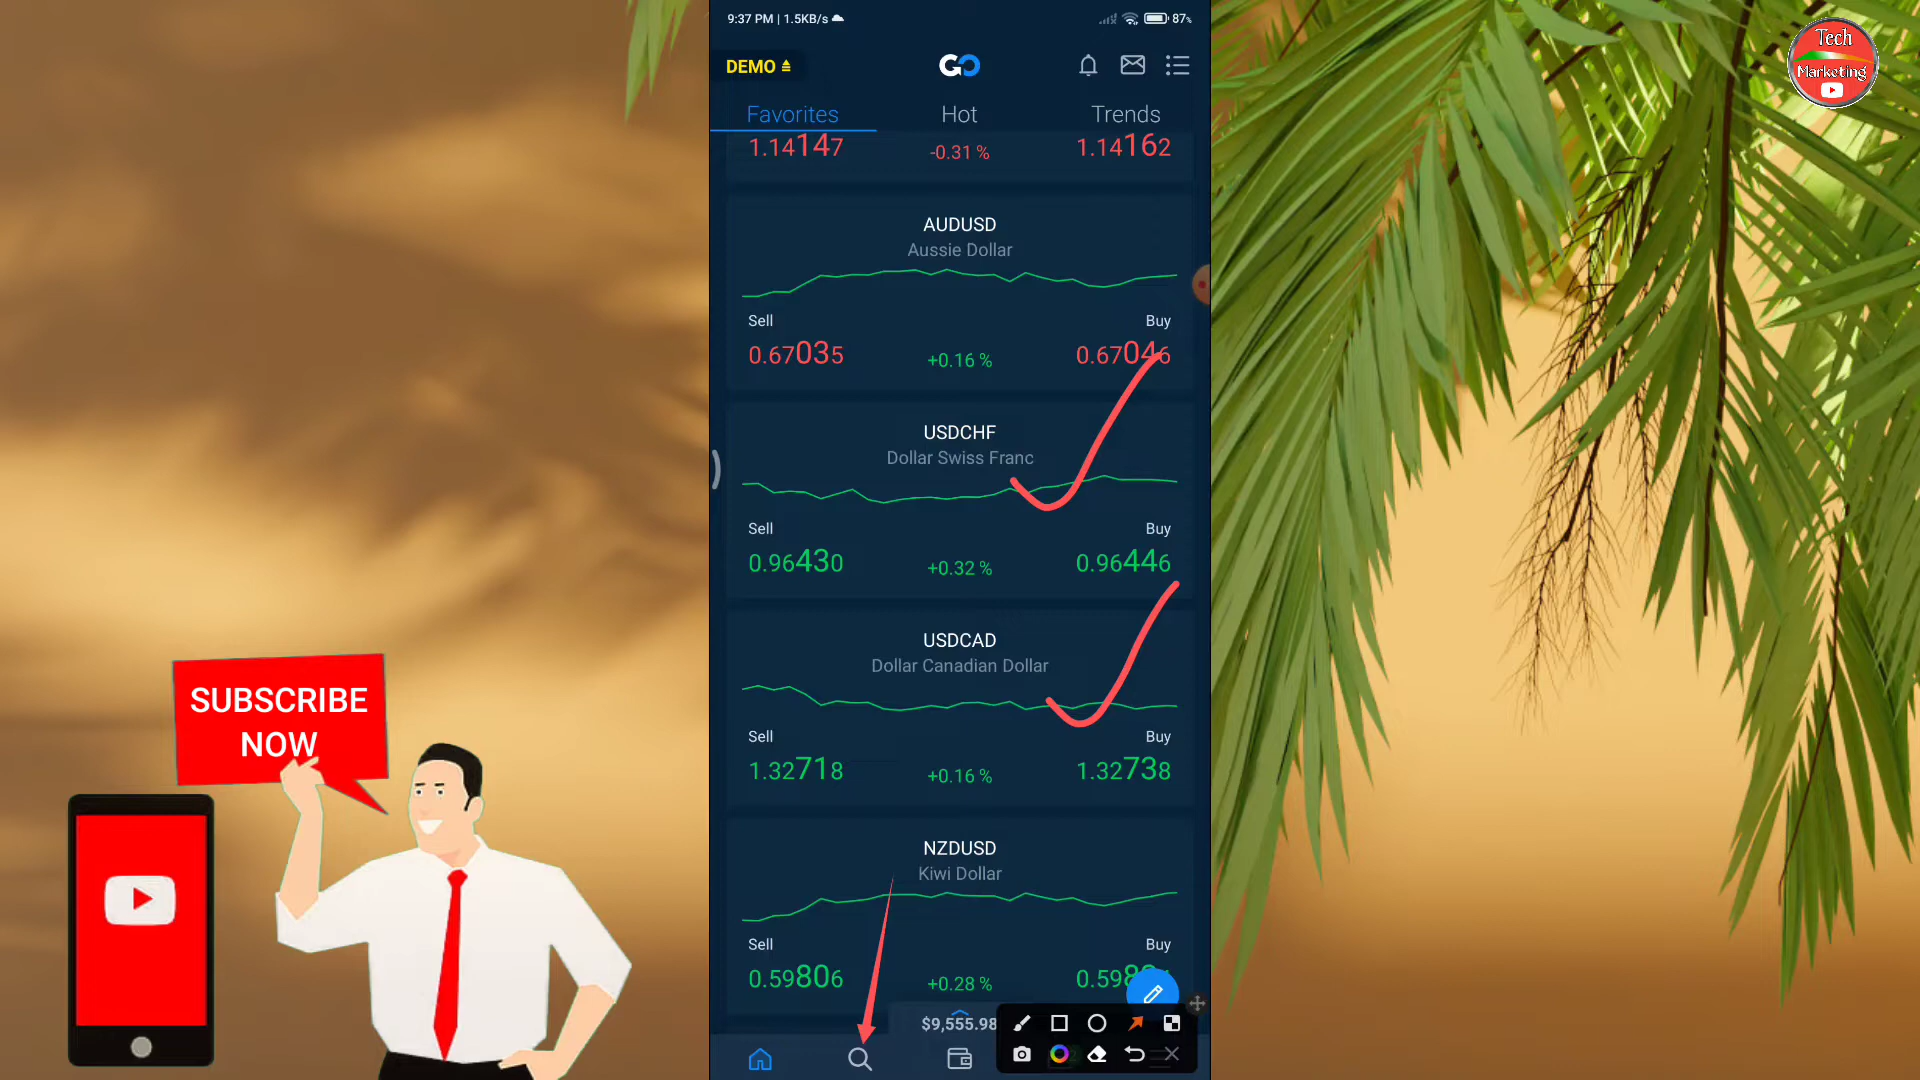 9:37 PM | 1.5KB/s
87%
Tech
Marketing
DEMO
GO
Favorites
Hot
Trends
1.14147
-0.31 %
1.14162
AUDUSD
Aussie Dollar
Sell
Buy
0.67035
+0.16 %
0.67046
USDCHF
Dollar Swiss Franc
Sell
Buy
0.96430
+0.32 %
0.96446
USDCAD
Dollar Canadian Dollar
Sell
Buy
1.32718
+0.16 %
1.32738
NZDUSD
Kiwi Dollar
Sell
Buy
0.59806
+0.28 %
$9,555.98
SUBSCRIBE
NOW